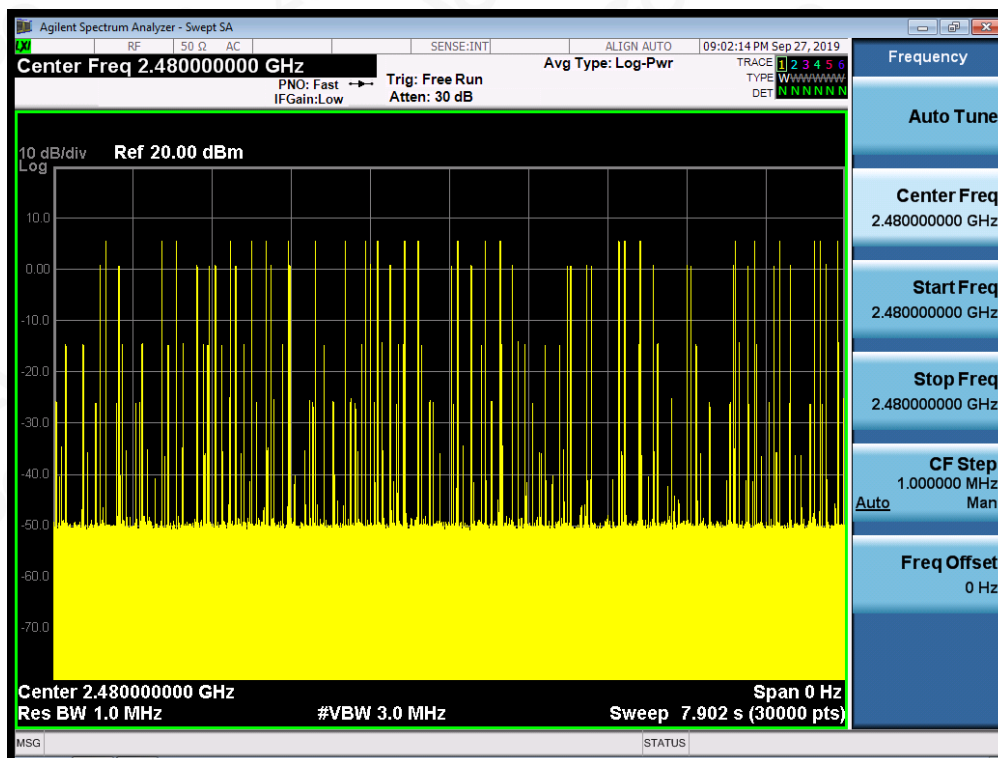 Agilent Spectrum Analyzer - Swept SA
LXI RF 50 Ω AC SENSE:INT ALIGN AUTO 09:02:14 PM Sep 27, 2019
Center Freq 2.480000000 GHz
PNO: Fast
IFGain:Low
Trig: Free Run
Atten: 30 dB
Avg Type: Log-Pwr
TRACE 1 2 3 4 5 6
TYPE WWWWWW
DET N N N N N N
10 dB/div Ref 20.00 dBm
Log
10.0
0.00
-10.0
-20.0
-30.0
-40.0
-50.0
-60.0
-70.0
Center 2.480000000 GHz Span 0 Hz
Res BW 1.0 MHz #VBW 3.0 MHz Sweep 7.902 s (30000 pts)
MSG STATUS
Frequency
Auto Tune
Center Freq
2.480000000 GHz
Start Freq
2.480000000 GHz
Stop Freq
2.480000000 GHz
CF Step
1.000000 MHz
Auto Man
Freq Offset
0 Hz